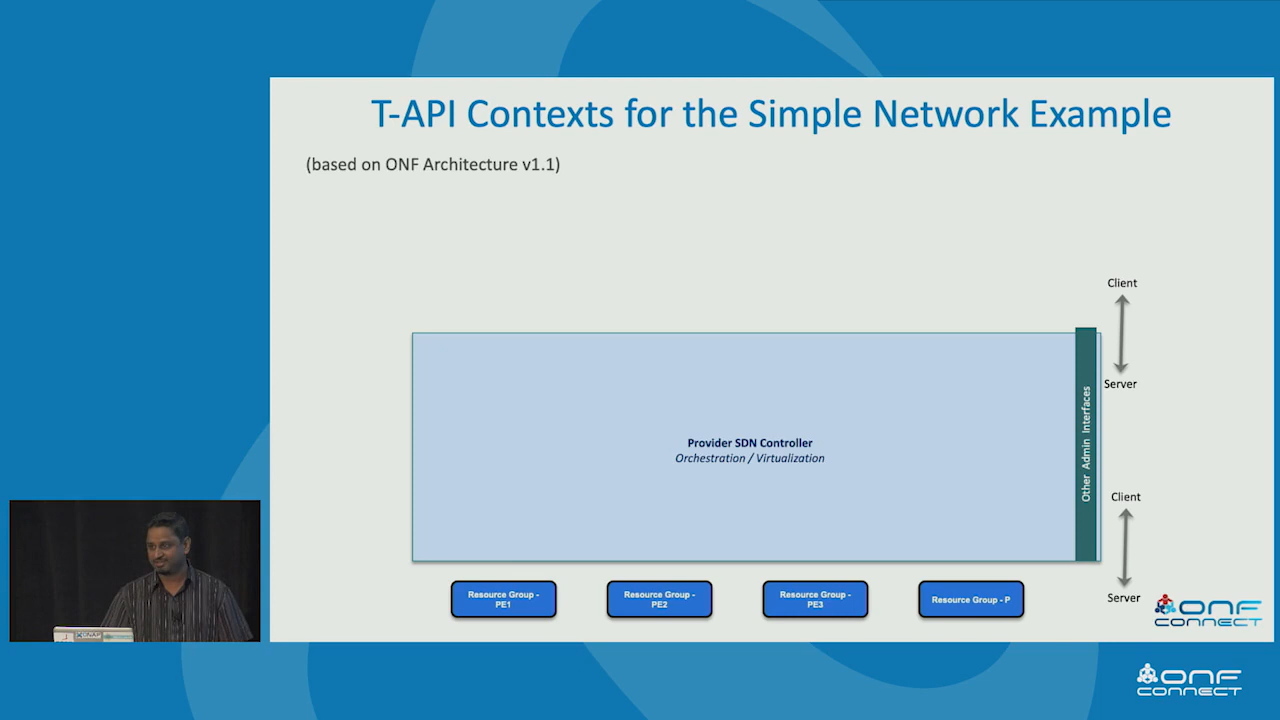 T-API Contexts for the Simple Network Example
(based on ONF Architecture v1.1)
Client
Server
Other Admin Interfaces
Provider SDN Controller
Orchestration / Virtualization
Client
Server
Resource Group -
PE1
Resource Group -
PE2
Resource Group -
PE3
Resource Group - P
ONF
CONNECT
ONF
CONNECT
ONAP